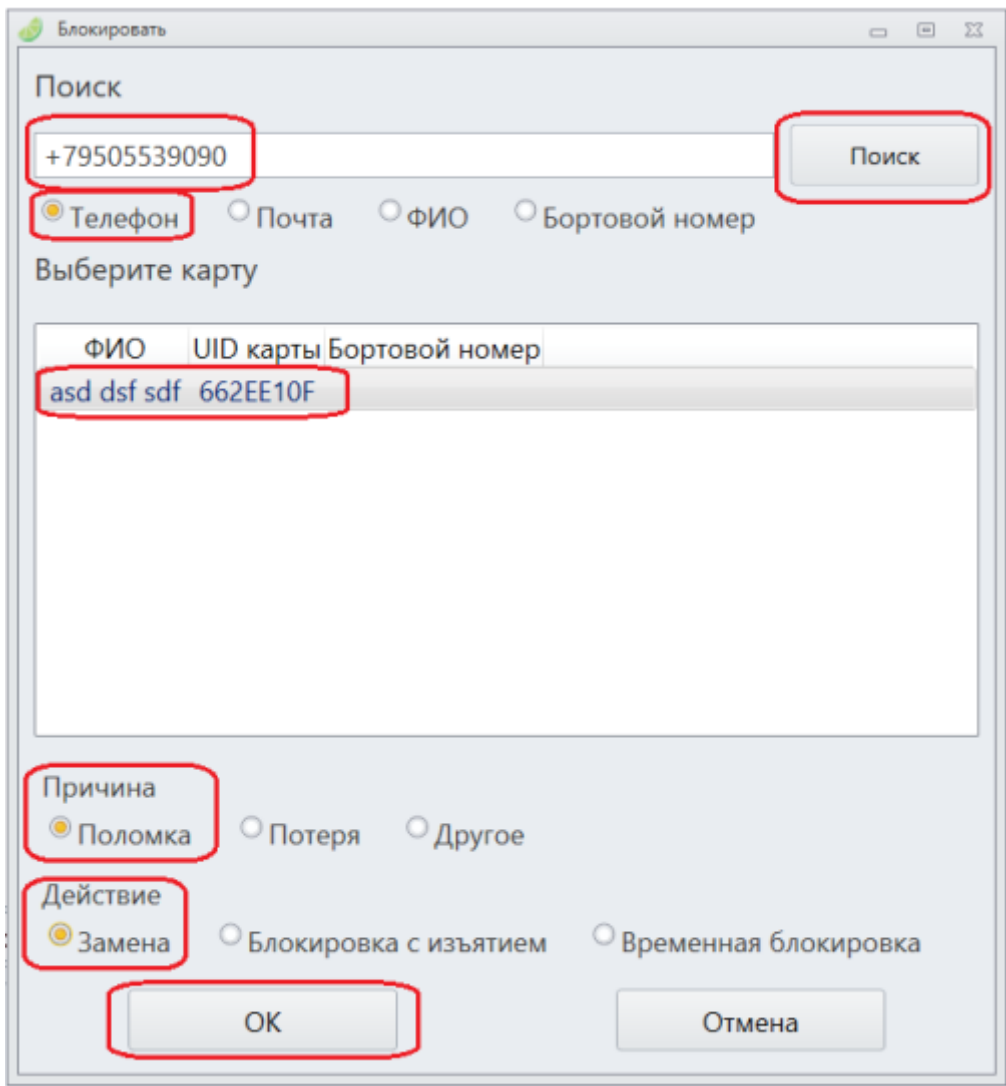 Блокировать
Поиск
+79505539090 Поиск
Телефон Почта ФИО Бортовой номер
Выберите карту
ФИО UID карты Бортовой номер
asd dsf sdf 662EE10F
Причина
Поломка Потеря Другое
Действие
Замена Блокировка с изъятием Временная блокировка
ОК Отмена